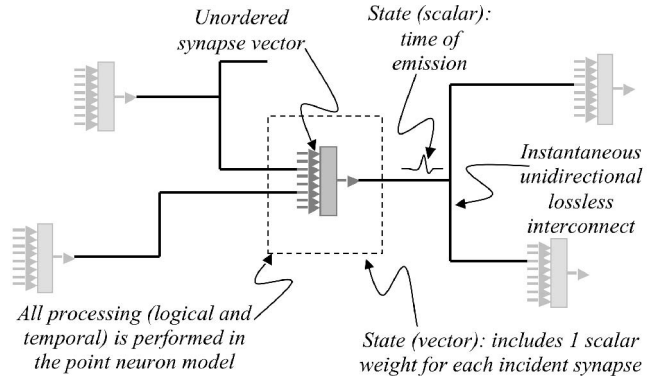 Unordered
synapse vector
State (scalar):
time of
emission
Instantaneous
unidirectional
lossless
interconnect
All processing (logical and
temporal) is performed in
the point neuron model
State (vector): includes 1 scalar
weight for each incident synapse